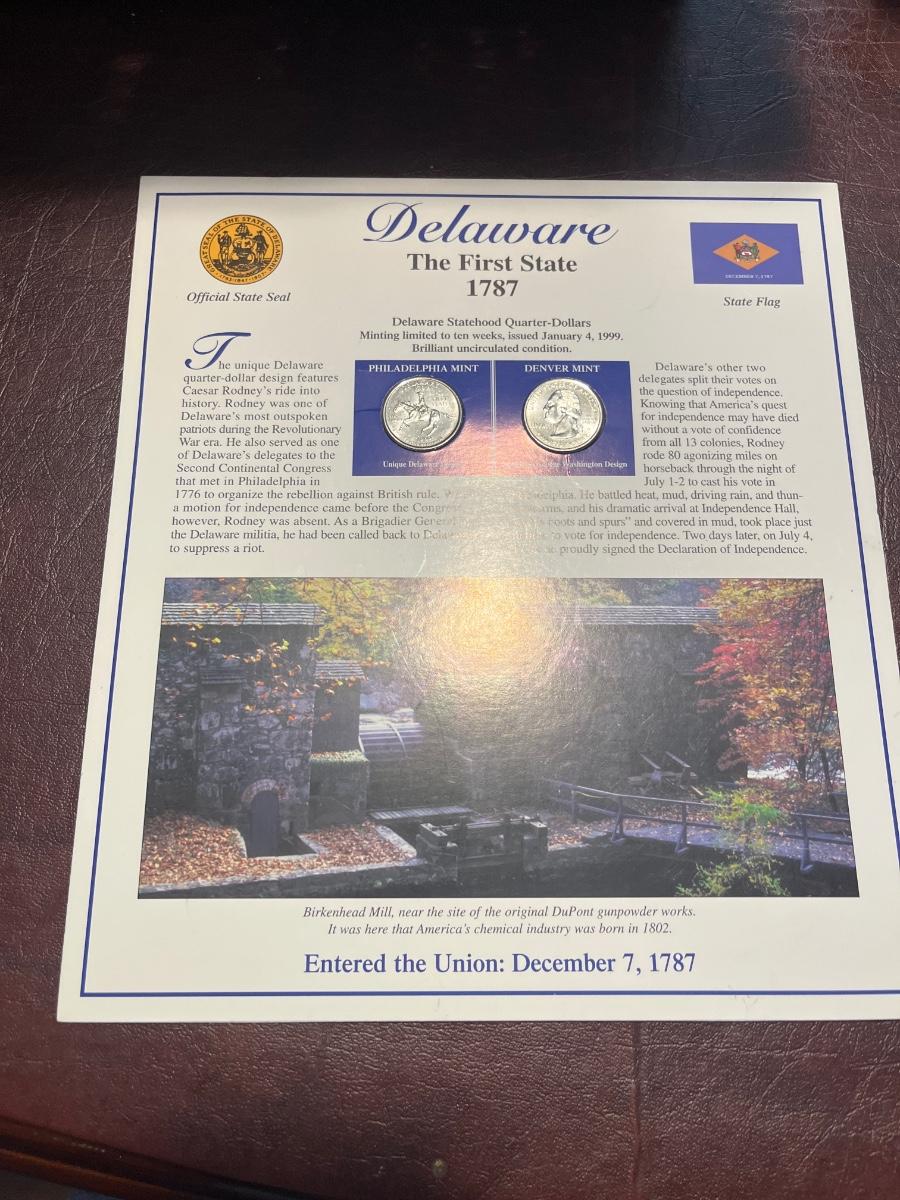 Delaware
The First State
1787
GREAT SEAL OF THE STATE OF DELAWARE
Official State Seal
DECEMBER 7, 1787
State Flag
Delaware Statehood Quarter-Dollars
Minting limited to ten weeks, issued January 4, 1999.
Brilliant uncirculated condition.
PHILADELPHIA MINT
Unique Delaware
DENVER MINT
Washington Design
The unique Delaware
quarter-dollar design features
Caesar Rodney's ride into
history. Rodney was one of
Delaware's most outspoken
patriots during the Revolutionary
War era. He also served as one
of Delaware's delegates to the
Second Continental Congress
that met in Philadelphia in
1776 to organize the rebellion against British rule.
a motion for independence came before the Congress
however, Rodney was absent. As a Brigadier General
the Delaware militia, he had been called back to Delaware
to suppress a riot.
Delaware's other two
delegates split their votes on
the question of independence.
Knowing that America's quest
for independence may have died
without a vote of confidence
from all 13 colonies, Rodney
rode 80 agonizing miles on
horseback through the night of
July 1-2 to cast his vote in
Philadelphia. He battled heat, mud, driving rain, and thun-
and his dramatic arrival at Independence Hall,
boots and spurs" and covered in mud, took place just
to vote for independence. Two days later, on July 4,
proudly signed the Declaration of Independence.
Birkenhead Mill, near the site of the original DuPont gunpowder works.
It was here that America's chemical industry was born in 1802.
Entered the Union: December 7, 1787